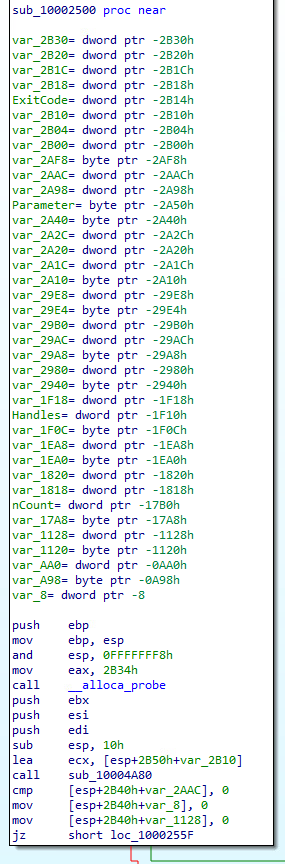 sub_10002500 proc near
var_2B30= dword ptr -2B30h
var_2B20= dword ptr -2B20h
var_2B1C= dword ptr -2B1Ch
var_2B18= dword ptr -2B18h
ExitCode= dword ptr -2B14h
var_2B10= dword ptr -2B10h
var_2B04= dword ptr -2B04h
var_2B00= dword ptr -2B00h
var_2AF8= byte ptr -2AF8h
var_2AAC= dword ptr -2AACh
var_2A98= dword ptr -2A98h
Parameter= byte ptr -2A50h
var_2A40= byte ptr -2A40h
var_2A2C= dword ptr -2A2Ch
var_2A20= dword ptr -2A20h
var_2A1C= dword ptr -2A1Ch
var_2A10= byte ptr -2A10h
var_29E8= dword ptr -29E8h
var_29E4= byte ptr -29E4h
var_29B0= dword ptr -29B0h
var_29AC= dword ptr -29ACh
var_29A8= byte ptr -29A8h
var_2980= dword ptr -2980h
var_2940= byte ptr -2940h
var_1F18= dword ptr -1F18h
Handles= dword ptr -1F10h
var_1F0C= byte ptr -1F0Ch
var_1EA8= dword ptr -1EA8h
var_1EA0= byte ptr -1EA0h
var_1820= dword ptr -1820h
var_1818= dword ptr -1818h
nCount= dword ptr -17B0h
var_17A8= byte ptr -17A8h
var_1128= dword ptr -1128h
var_1120= byte ptr -1120h
var_AA0= dword ptr -0AA0h
var_A98= byte ptr -0A98h
var_8= dword ptr -8
push ebp
mov ebp, esp
and esp, 0FFFFFFF8h
mov eax, 2B34h
call __alloca_probe
push ebx
push esi
push edi
sub esp, 10h
lea ecx, [esp+2B50h+var_2B10]
call sub_10004A80
cmp [esp+2B40h+var_2AAC], 0
mov [esp+2B40h+var_8], 0
mov [esp+2B40h+var_1128], 0
jz short loc_1000255F